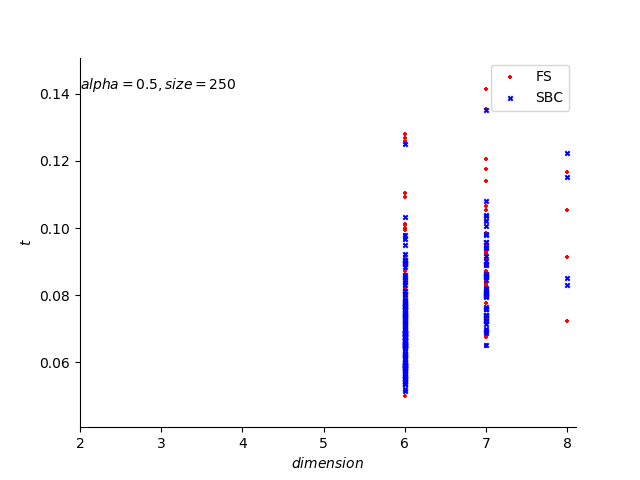 alpha = 0.5, size = 250
FS
SBC
0.14
0.12
0.10
0.08
0.06
t
2 3 4 5 6 7 8
dimension